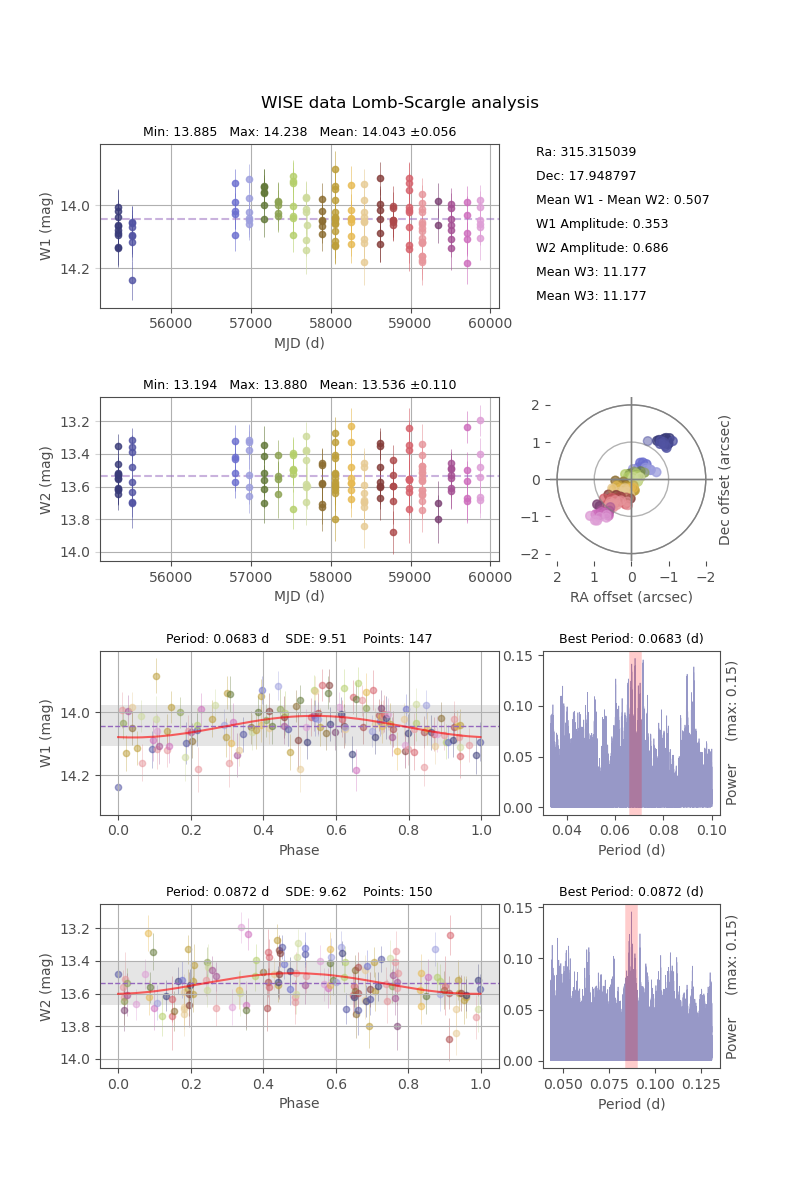 WISE data Lomb-Scargle analysis
Min: 13.885 Max: 14.238 Mean: 14.043 ±0.056
W1 (mag)
14.0
14.2
56000 57000 58000 59000 60000
MJD (d)
Ra: 315.315039
Dec: 17.948797
Mean W1 - Mean W2: 0.507
W1 Amplitude: 0.353
W2 Amplitude: 0.686
Mean W3: 11.177
Mean W3: 11.177
Min: 13.194 Max: 13.880 Mean: 13.536 ±0.110
W2 (mag)
13.2
13.4
13.6
13.8
14.0
56000 57000 58000 59000 60000
MJD (d)
2
1
0
−1
−2
2 1 0 −1 −2
RA offset (arcsec)
Dec offset (arcsec)
Period: 0.0683 d SDE: 9.51 Points: 147
W1 (mag)
14.0
14.2
0.0 0.2 0.4 0.6 0.8 1.0
Phase
Best Period: 0.0683 (d)
0.15
0.10
0.05
0.00
0.04 0.06 0.08 0.10
Period (d)
Power (max: 0.15)
Period: 0.0872 d SDE: 9.62 Points: 150
W2 (mag)
13.2
13.4
13.6
13.8
14.0
0.0 0.2 0.4 0.6 0.8 1.0
Phase
Best Period: 0.0872 (d)
0.15
0.10
0.05
0.00
0.050 0.075 0.100 0.125
Period (d)
Power (max: 0.15)